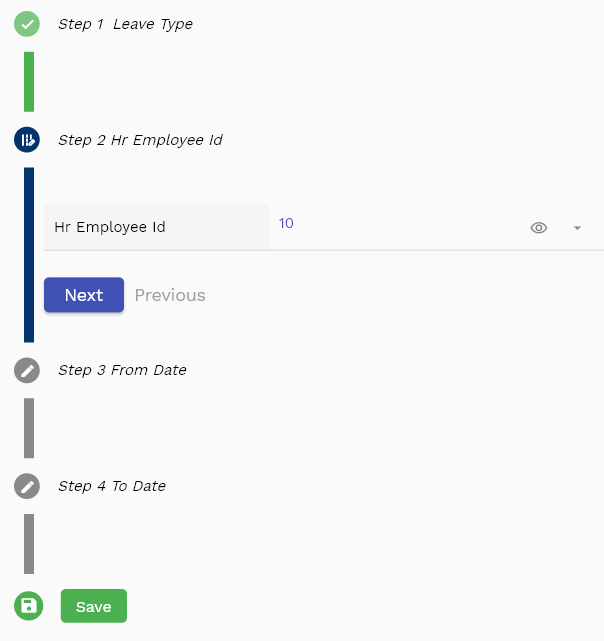 Step 1 Leave Type
Step 2 Hr Employee Id
Hr Employee Id 10
Next Previous
Step 3 From Date
Step 4 To Date
Save